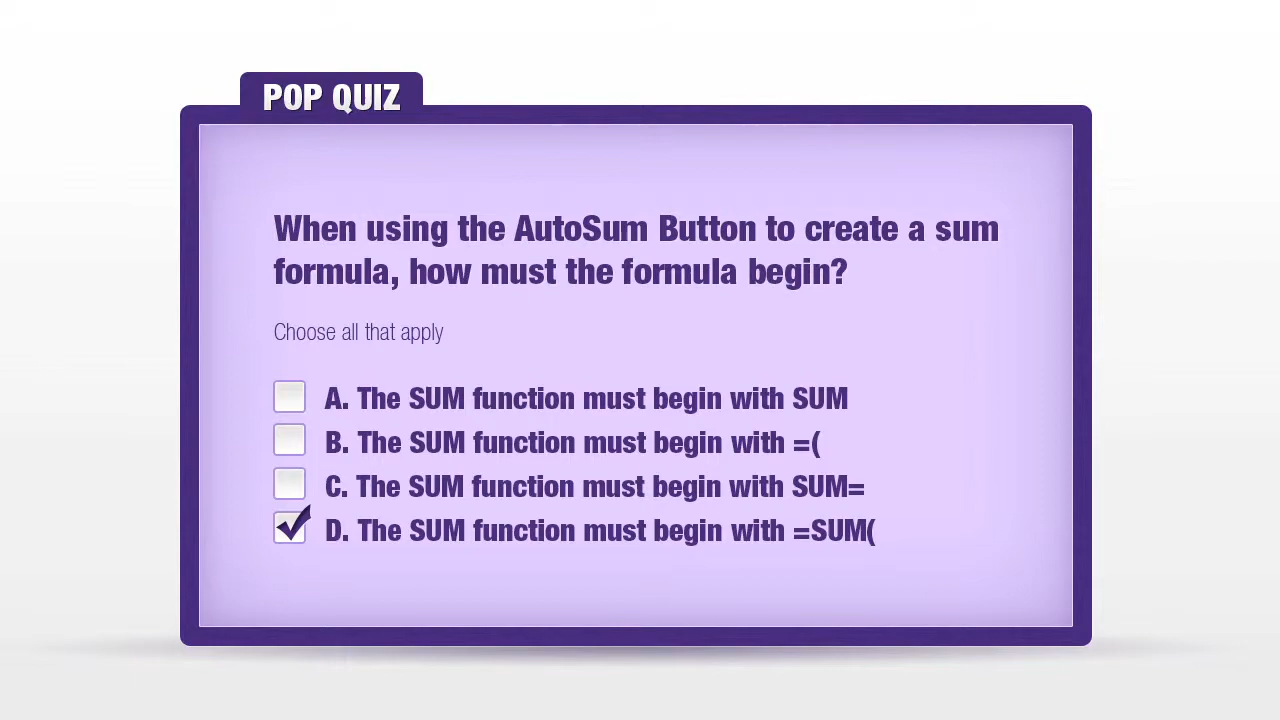 POP QUIZ
When using the AutoSum Button to create a sum
formula, how must the formula begin?
Choose all that apply
A. The SUM function must begin with SUM
B. The SUM function must begin with =(
C. The SUM function must begin with SUM=
D. The SUM function must begin with =SUM(